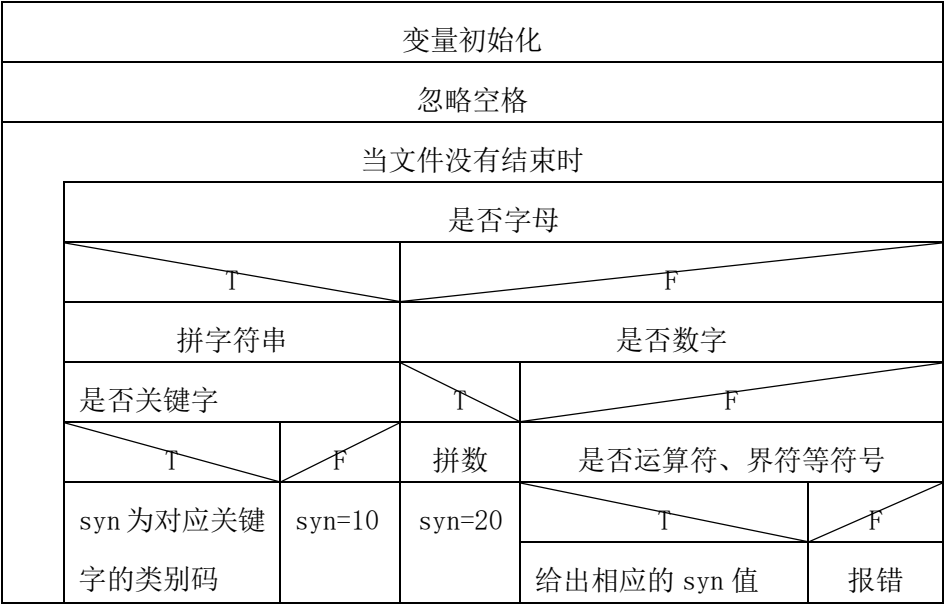 变量初始化
忽略空格
当文件没有结束时
是否字母
T
F
拼字符串
是否数字
是否关键字
T
F
T
F
拼数
是否运算符、界符等符号
syn为对应关键
字的类别码
syn=10
syn=20
T
F
给出相应的 syn 值
报错